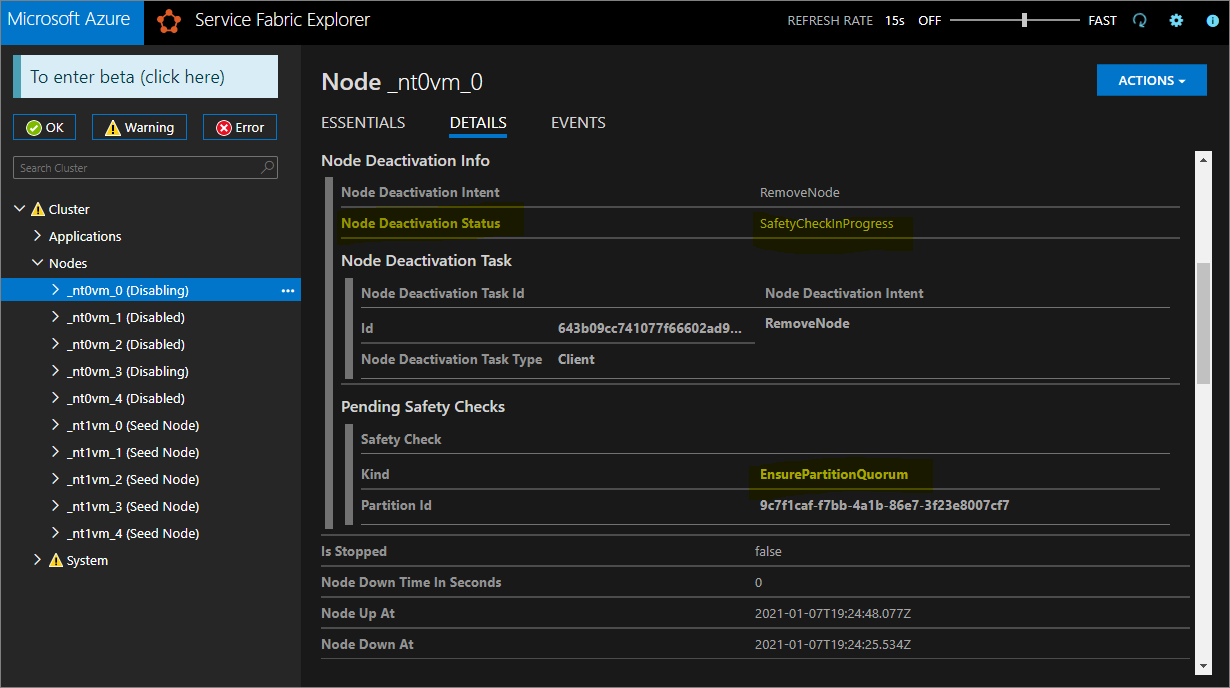 Microsoft Azure Service Fabric Explorer REFRESH RATE 15s OFF FAST
To enter beta (click here)
OK Warning Error
Search Cluster
Cluster
Applications
Nodes
_nt0vm_0 (Disabling) ...
_nt0vm_1 (Disabled)
_nt0vm_2 (Disabled)
_nt0vm_3 (Disabling)
_nt0vm_4 (Disabled)
_nt1vm_0 (Seed Node)
_nt1vm_1 (Seed Node)
_nt1vm_2 (Seed Node)
_nt1vm_3 (Seed Node)
_nt1vm_4 (Seed Node)
System
Node _nt0vm_0
ACTIONS
ESSENTIALS DETAILS EVENTS
Node Deactivation Info
Node Deactivation Intent RemoveNode
Node Deactivation Status SafetyCheckInProgress
Node Deactivation Task
Node Deactivation Task Id Node Deactivation Intent
Id 643b09cc741077f66602ad9... RemoveNode
Node Deactivation Task Type Client
Pending Safety Checks
Safety Check
Kind EnsurePartitionQuorum
Partition Id 9c7f1caf-f7bb-4a1b-86e7-3f23e8007cf7
Is Stopped false
Node Down Time In Seconds 0
Node Up At 2021-01-07T19:24:48.077Z
Node Down At 2021-01-07T19:24:25.534Z